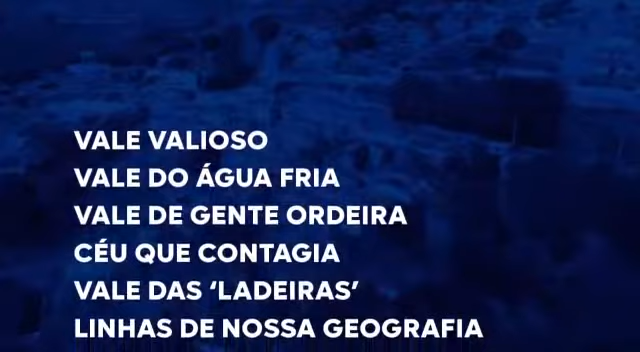 VALE VALIOSO
VALE DO ÁGUA FRIA
VALE DE GENTE ORDEIRA
CÉU QUE CONTAGIA
VALE DAS ‘LADEIRAS’
LINHAS DE NOSSA GEOGRAFIA